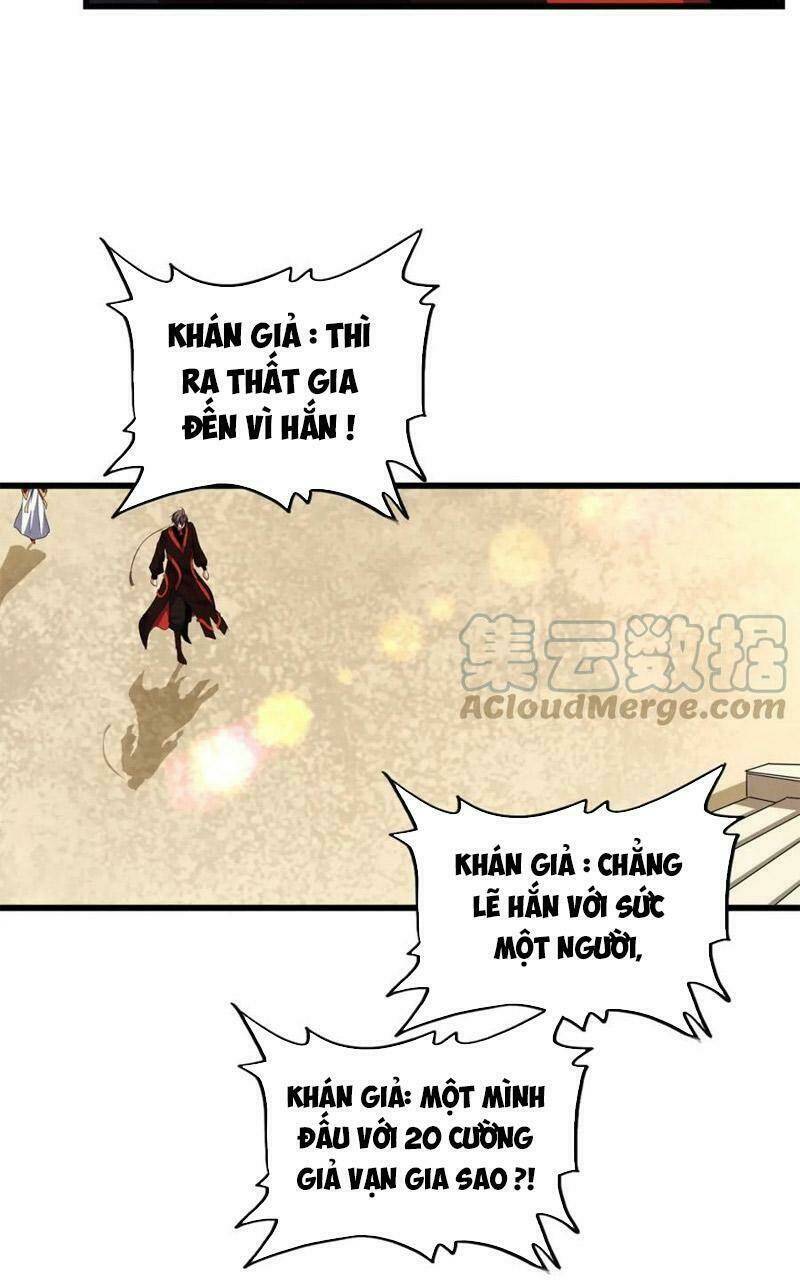 KHÁN GIẢ : THÌ
RA THẤT GIA
ĐẾN VÌ HẮN !
集云数据
ACloudMerge.com
KHÁN GIẢ : CHẲNG
LẼ HẮN VỚI SỨC
MỘT NGƯỜI,
KHÁN GIẢ: MỘT MÌNH
ĐẤU VỚI 20 CƯỜNG
GIẢ VẠN GIA SAO ?!